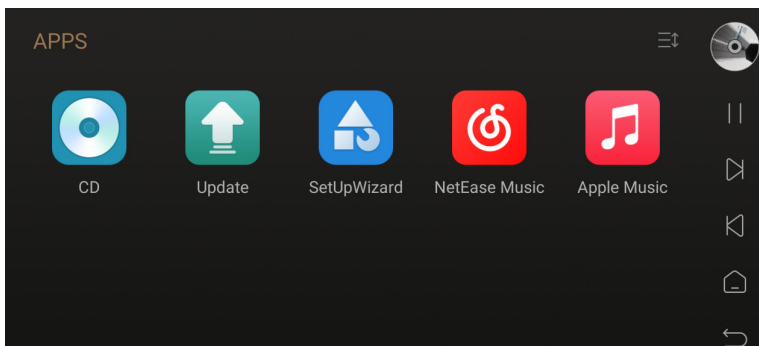 APPS
CD
Update
SetUpWizard
NetEase Music
Apple Music